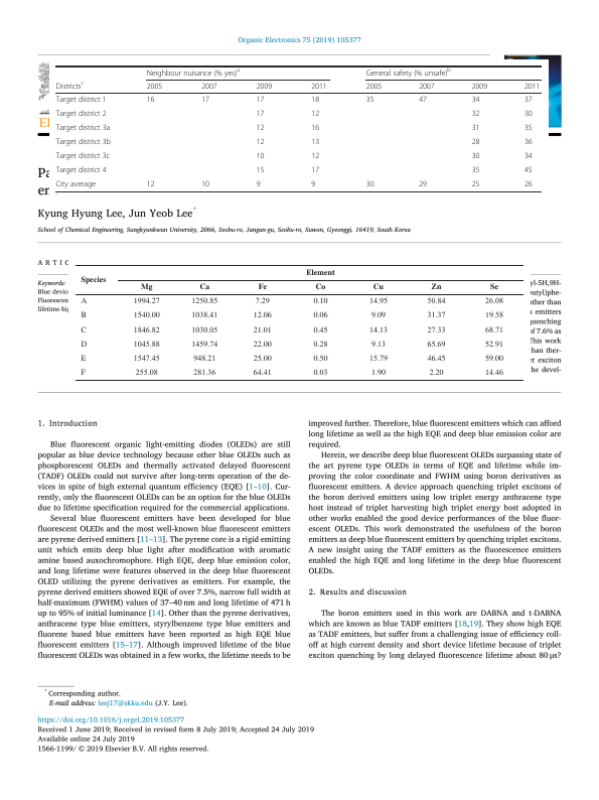 Organic Electronics 75 (2019) 105377
Neighbour nuisance (% yes)a General safety (% unsafe)b
Districtsc 2005 2007 2009 2011 2005 2007 2009 2011
Target district 1 16 17 17 18 35 47 34 37
Target district 2 17 12 32 30
Target district 3a 12 16 31 35
Target district 3b 12 13 28 36
Target district 3c 10 12 30 34
Target district 4 15 17 35 45
City average 12 10 9 9 30 29 25 26
er
Kyung Hyung Lee, Jun Yeob Lee*
School of Chemical Engineering, Sungkyunkwan University, 2066, Seobu-ro, Jangan-gu, Seobu-ro, Suwon, Gyeonggi, 16419, South Korea
ARTIC
Keywords:
Blue devic
Fluorescen
lifetime hig
Element
Species Mg Ca Fe Co Cu Zn Se
A 1994.27 1250.85 7.29 0.10 14.95 50.84 26.08
B 1540.00 1038.41 12.06 0.06 9.09 31.37 19.58
C 1846.82 1030.05 21.01 0.45 14.13 27.33 68.71
D 1045.88 1459.74 22.00 0.28 9.13 65.69 52.91
E 1547.45 948.21 25.00 0.50 15.79 46.45 59.00
F 255.08 281.36 64.41 0.03 1.90 2.20 14.46
yl-5H,9H-
outyl)phe-
other than
emitters
quenching
of 7.6% as
This work
than ther-
et exciton
he devel-
1. Introduction
Blue fluorescent organic light-emitting diodes (OLEDs) are still
popular as blue device technology because other blue OLEDs such as
phosphorescent OLEDs and thermally activated delayed fluorescent
(TADF) OLEDs could not survive after long-term operation of the de-
vices in spite of high external quantum efficiency (EQE) [1–10]. Cur-
rently, only the fluorescent OLEDs can be an option for the blue OLEDs
due to lifetime specification required for the commercial applications.
Several blue fluorescent emitters have been developed for blue
fluorescent OLEDs and the most well-known blue fluorescent emitters
are pyrene derived emitters [11–13]. The pyrene core is a rigid emitting
unit which emits deep blue light after modification with aromatic
amine based auxochromophore. High EQE, deep blue emission color,
and long lifetime were features observed in the deep blue fluorescent
OLED utilizing the pyrene derivatives as emitters. For example, the
pyrene derived emitters showed EQE of over 7.5%, narrow full width at
half-maximum (FWHM) values of 37–40 nm and long lifetime of 471 h
up to 95% of initial luminance [14]. Other than the pyrene derivatives,
anthracene type blue emitters, styrylbenzene type blue emitters and
fluorene based blue emitters have been reported as high EQE blue
fluorescent emitters [15–17]. Although improved lifetime of the blue
fluorescent OLEDs was obtained in a few works, the lifetime needs to be
improved further. Therefore, blue fluorescent emitters which can afford
long lifetime as well as the high EQE and deep blue emission color are
required.
Herein, we describe deep blue fluorescent OLEDs surpassing state of
the art pyrene type OLEDs in terms of EQE and lifetime while im-
proving the color coordinate and FWHM using boron derivatives as
fluorescent emitters. A device approach quenching triplet excitons of
the boron derived emitters using low triplet energy anthracene type
host instead of triplet harvesting high triplet energy host adopted in
other works enabled the good device performances of the blue fluor-
escent OLEDs. This work demonstrated the usefulness of the boron
emitters as deep blue fluorescent emitters by quenching triplet excitons.
A new insight using the TADF emitters as the fluorescence emitters
enabled the high EQE and long lifetime in the deep blue fluorescent
OLEDs.
2. Results and discussion
The boron emitters used in this work are DABNA and t-DABNA
which are known as blue TADF emitters [18,19]. They show high EQE
as TADF emitters, but suffer from a challenging issue of efficiency roll-
off at high current density and short device lifetime because of triplet
exciton quenching by long delayed fluorescence lifetime about 80 μs?
* Corresponding author.
E-mail address: leej17@skku.edu (J.Y. Lee).
https://doi.org/10.1016/j.orgel.2019.105377
Received 1 June 2019; Received in revised form 8 July 2019; Accepted 24 July 2019
Available online 24 July 2019
1566-1199/ © 2019 Elsevier B.V. All rights reserved.